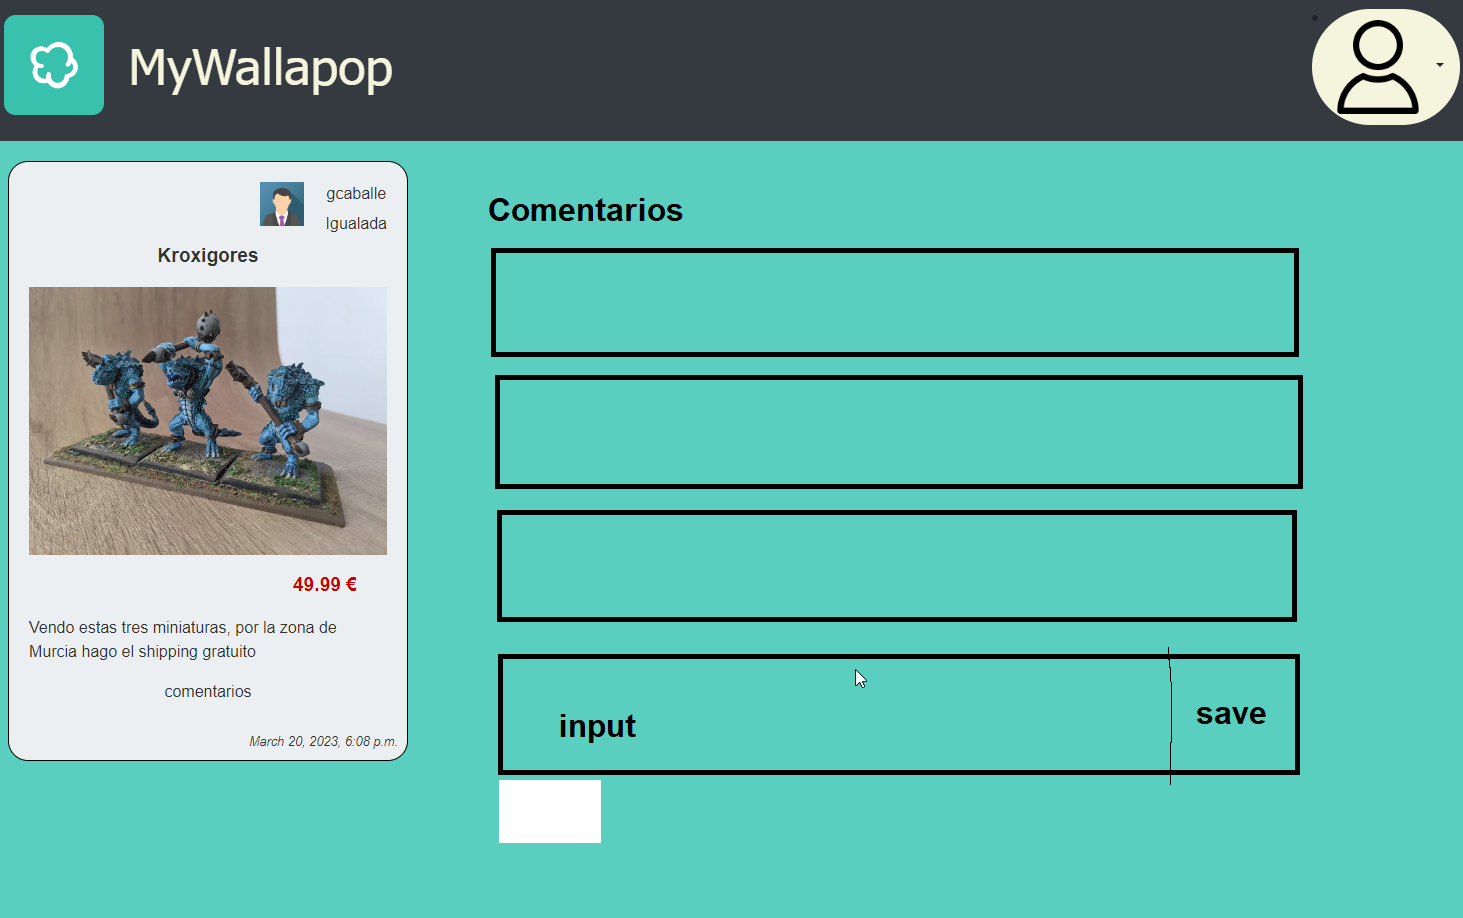 MyWallapop
gcaballe
Igualada
Kroxigores
49.99 €
Vendo estas tres miniaturas, por la zona de
Murcia hago el shipping gratuito
comentarios
March 20, 2023, 6:08 p.m.
Comentarios
input
save